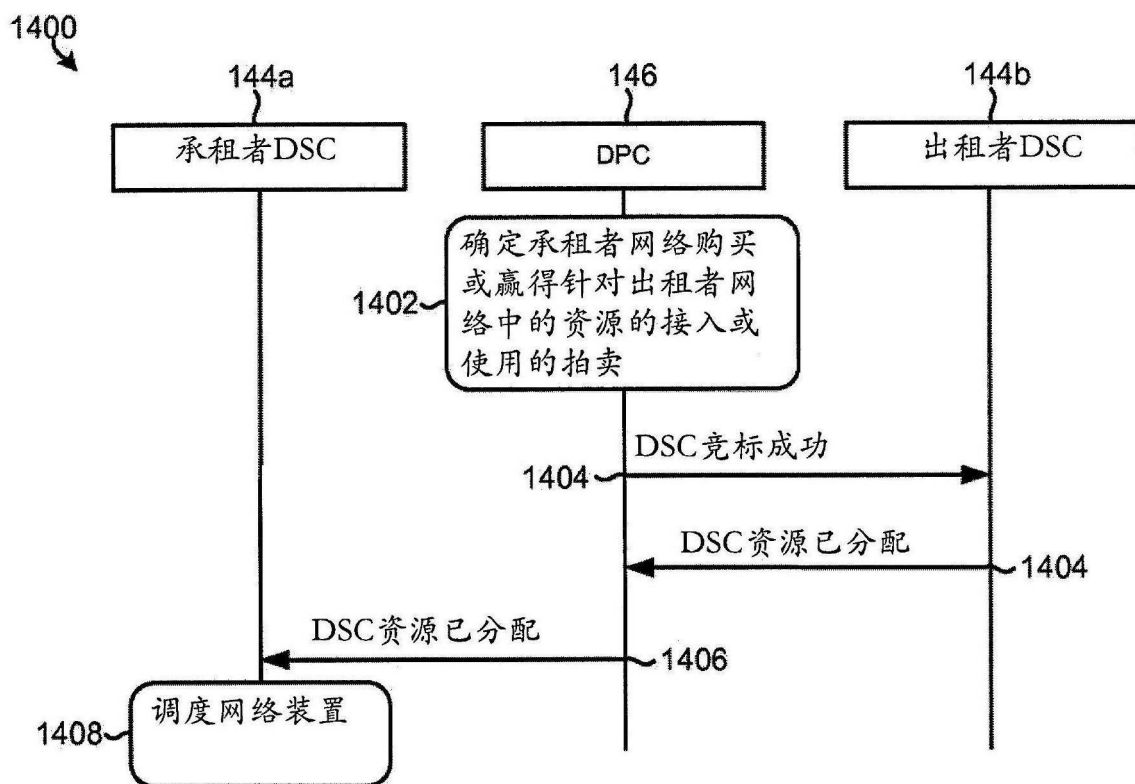 1400
144a
146
144b
承租者DSC
DPC
出租者DSC
确定承租者网络购买
或赢得针对出租者网
络中的资源的接入或
使用的拍卖
1402
DSC竞标成功
1404
DSC资源已分配
1404
DSC资源已分配
1406
调度网络装置
1408